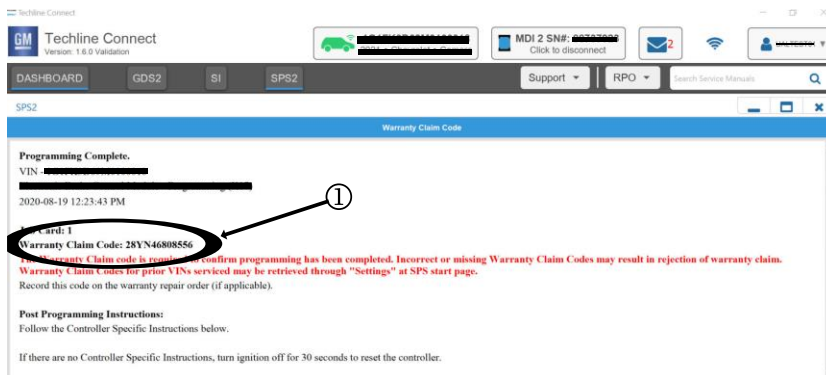 Techline Connect
GM Techline Connect
Version: 1.6.0 Validation
MDI 2 SN#:
Click to disconnect
2
DASHBOARD GDS2 SI SPS2 Support RPO Search Service Manuals
SPS2
Warranty Claim Code
Programming Complete.
VIN -
2020-08-19 12:23:43 PM
1
Card: 1
Warranty Claim Code: 28YN46808556
Warranty Claim code is required to confirm programming has been completed. Incorrect or missing Warranty Claim Codes may result in rejection of warranty claim.
Warranty Claim Codes for prior VINs serviced may be retrieved through "Settings" at SPS start page.
Record this code on the warranty repair order (if applicable).
Post Programming Instructions:
Follow the Controller Specific Instructions below.
If there are no Controller Specific Instructions, turn ignition off for 30 seconds to reset the controller.